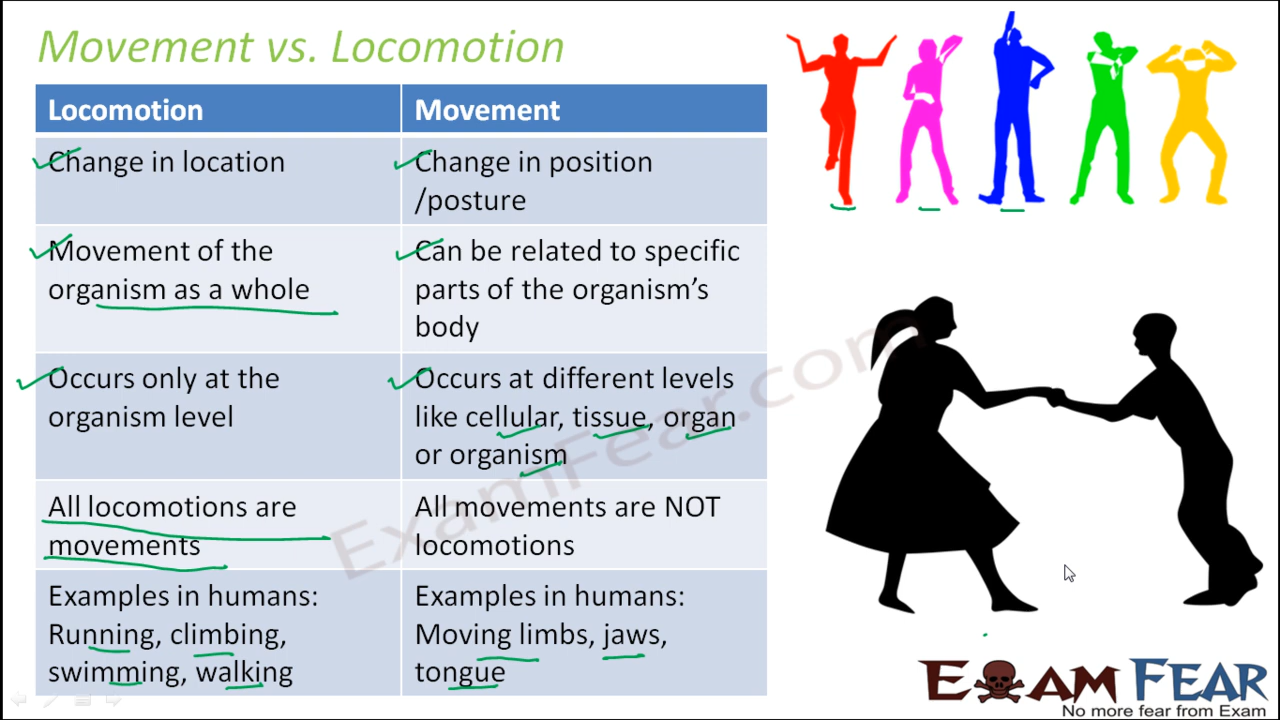 Movement vs. Locomotion
Locomotion
Movement
Change in location
Change in position
/posture
Movement of the
organism as a whole
Can be related to specific
parts of the organism’s
body
Occurs only at the
organism level
Occurs at different levels
like cellular, tissue, organ
or organism
All locomotions are
movements
All movements are NOT
locomotions
Examples in humans:
Running, climbing,
swimming, walking
Examples in humans:
Moving limbs, jaws,
tongue
ExamFear.com
EXAM FEAR
No more fear from Exam